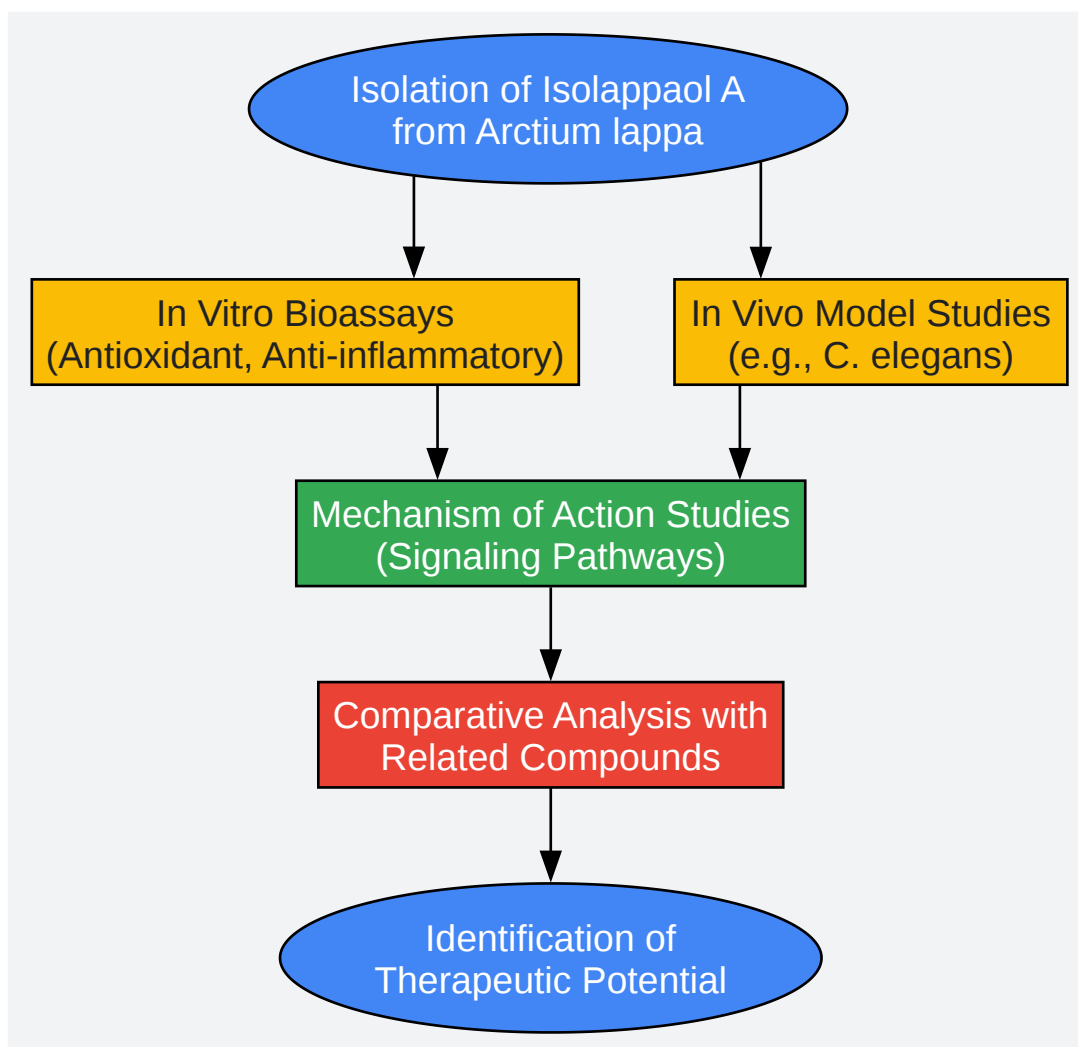 Isolation of Isolappaol A
from Arctium lappa
In Vitro Bioassays
(Antioxidant, Anti-inflammatory)
In Vivo Model Studies
(e.g., C. elegans)
Mechanism of Action Studies
(Signaling Pathways)
Comparative Analysis with
Related Compounds
Identification of
Therapeutic Potential